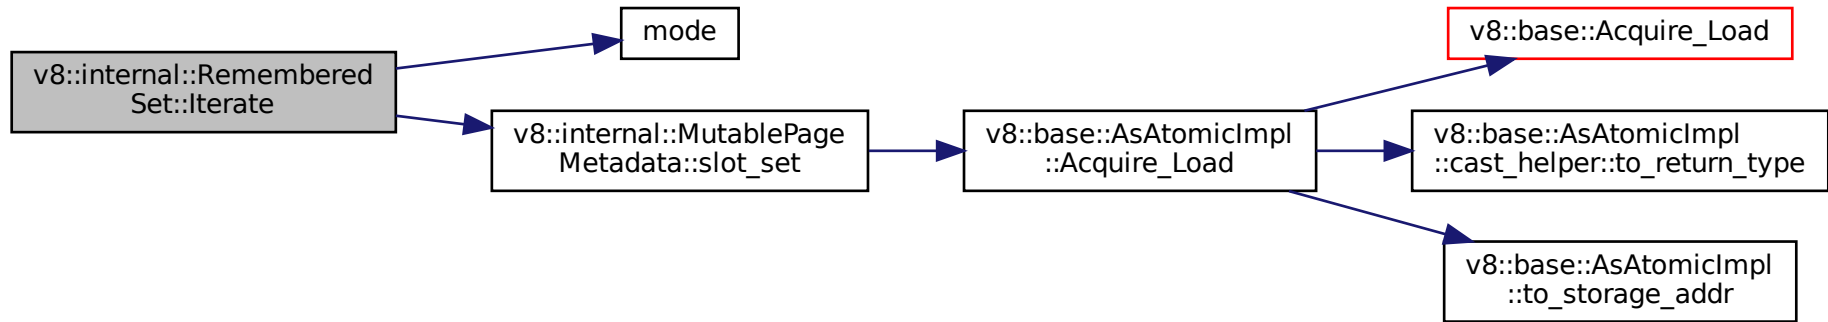 v8::internal::Remembered
Set::Iterate
mode
v8::internal::MutablePage
Metadata::slot_set
v8::base::AsAtomicImpl
::Acquire_Load
v8::base::Acquire_Load
v8::base::AsAtomicImpl
::cast_helper::to_return_type
v8::base::AsAtomicImpl
::to_storage_addr